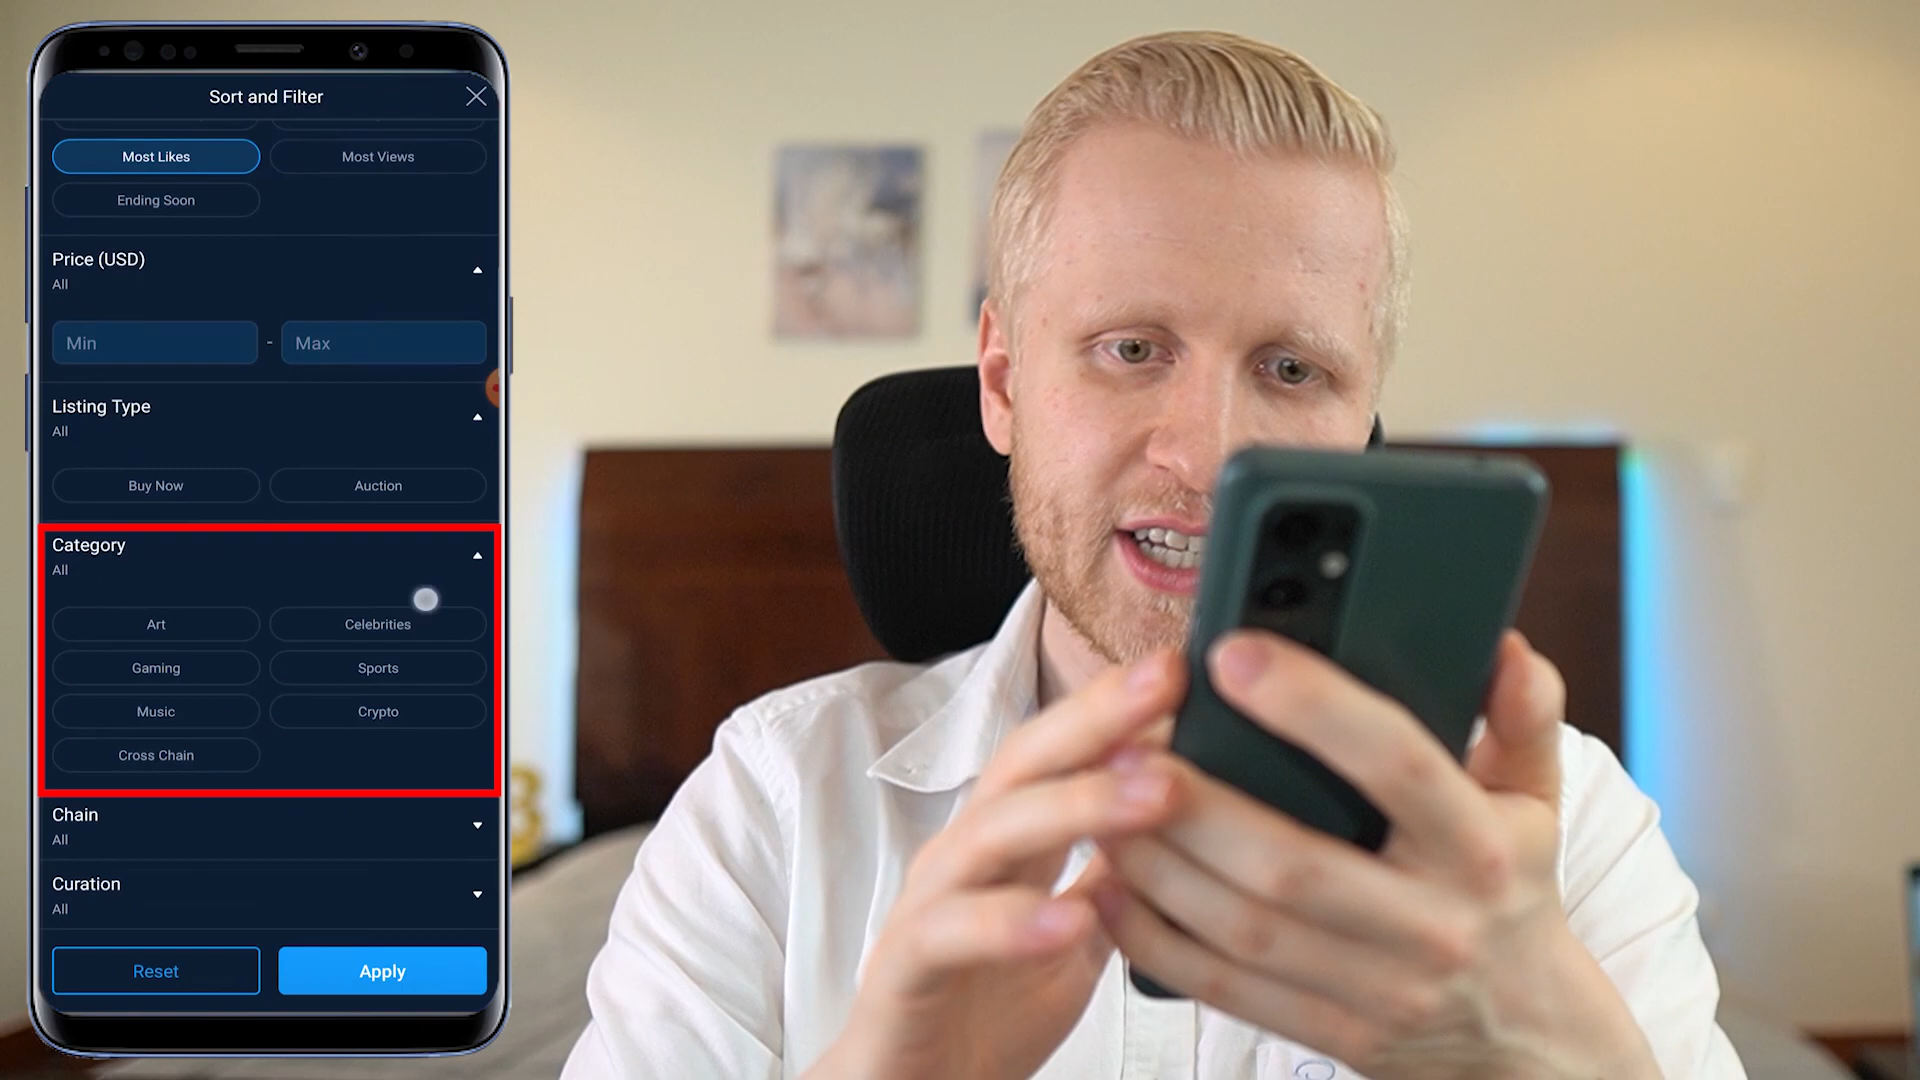 Sort and Filter
Most Likes
Most Views
Ending Soon
Price (USD)
All
Min - Max
Listing Type
All
Buy Now
Auction
Category
All
Art
Celebrities
Gaming
Sports
Music
Crypto
Cross Chain
Chain
All
Curation
All
Reset
Apply